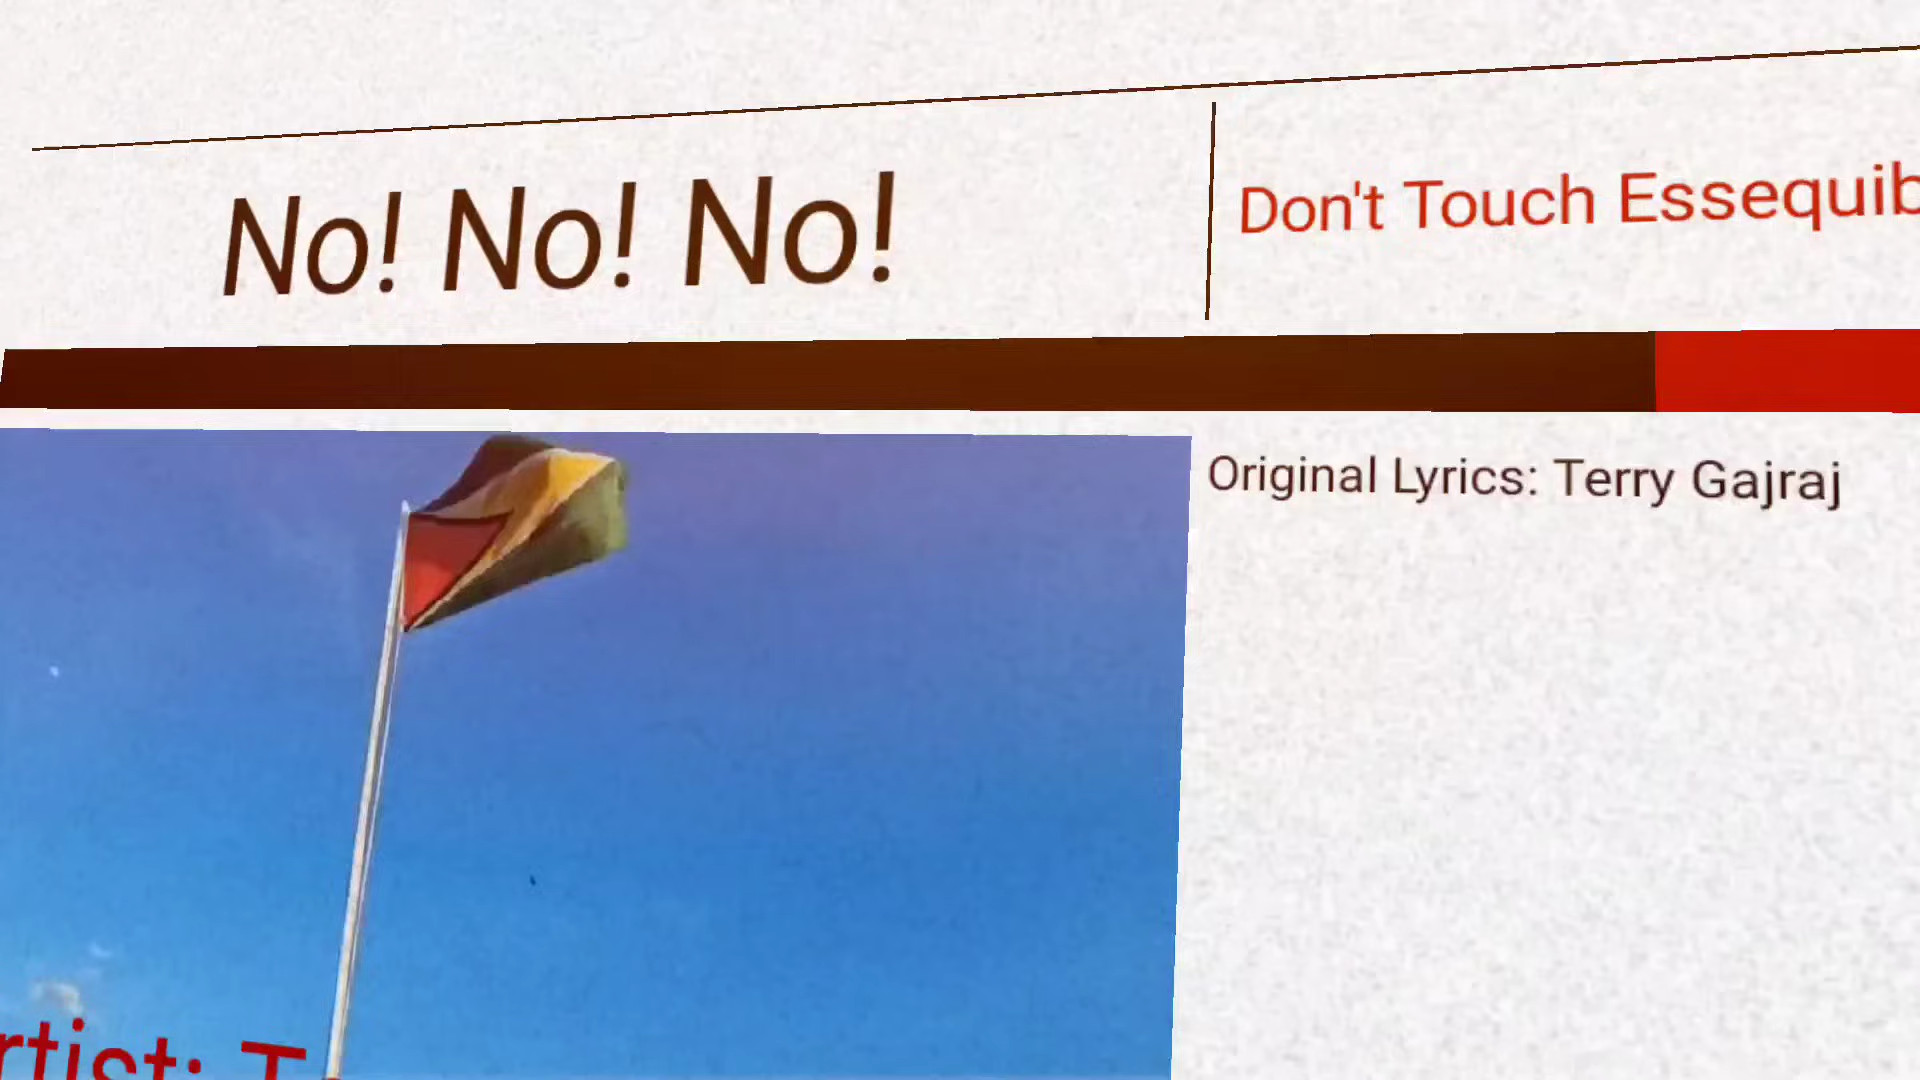 No! No! No!
Don't Touch Essequib
Original Lyrics: Terry Gajraj
rtist: T